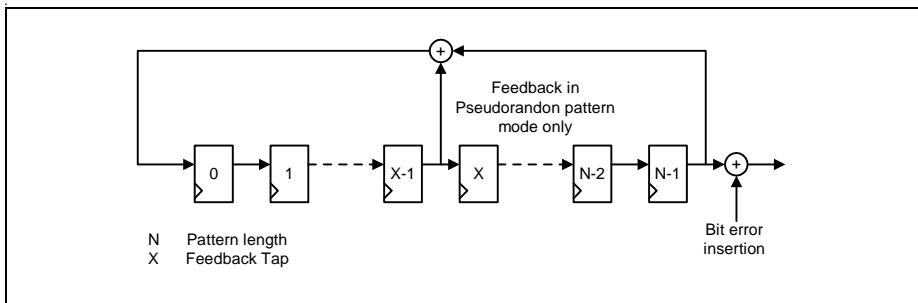 +
Feedback in
Pseudorandon pattern
mode only
0
1
X-1
X
N-2
N-1
+
N Pattern length
X Feedback Tap
Bit error
insertion